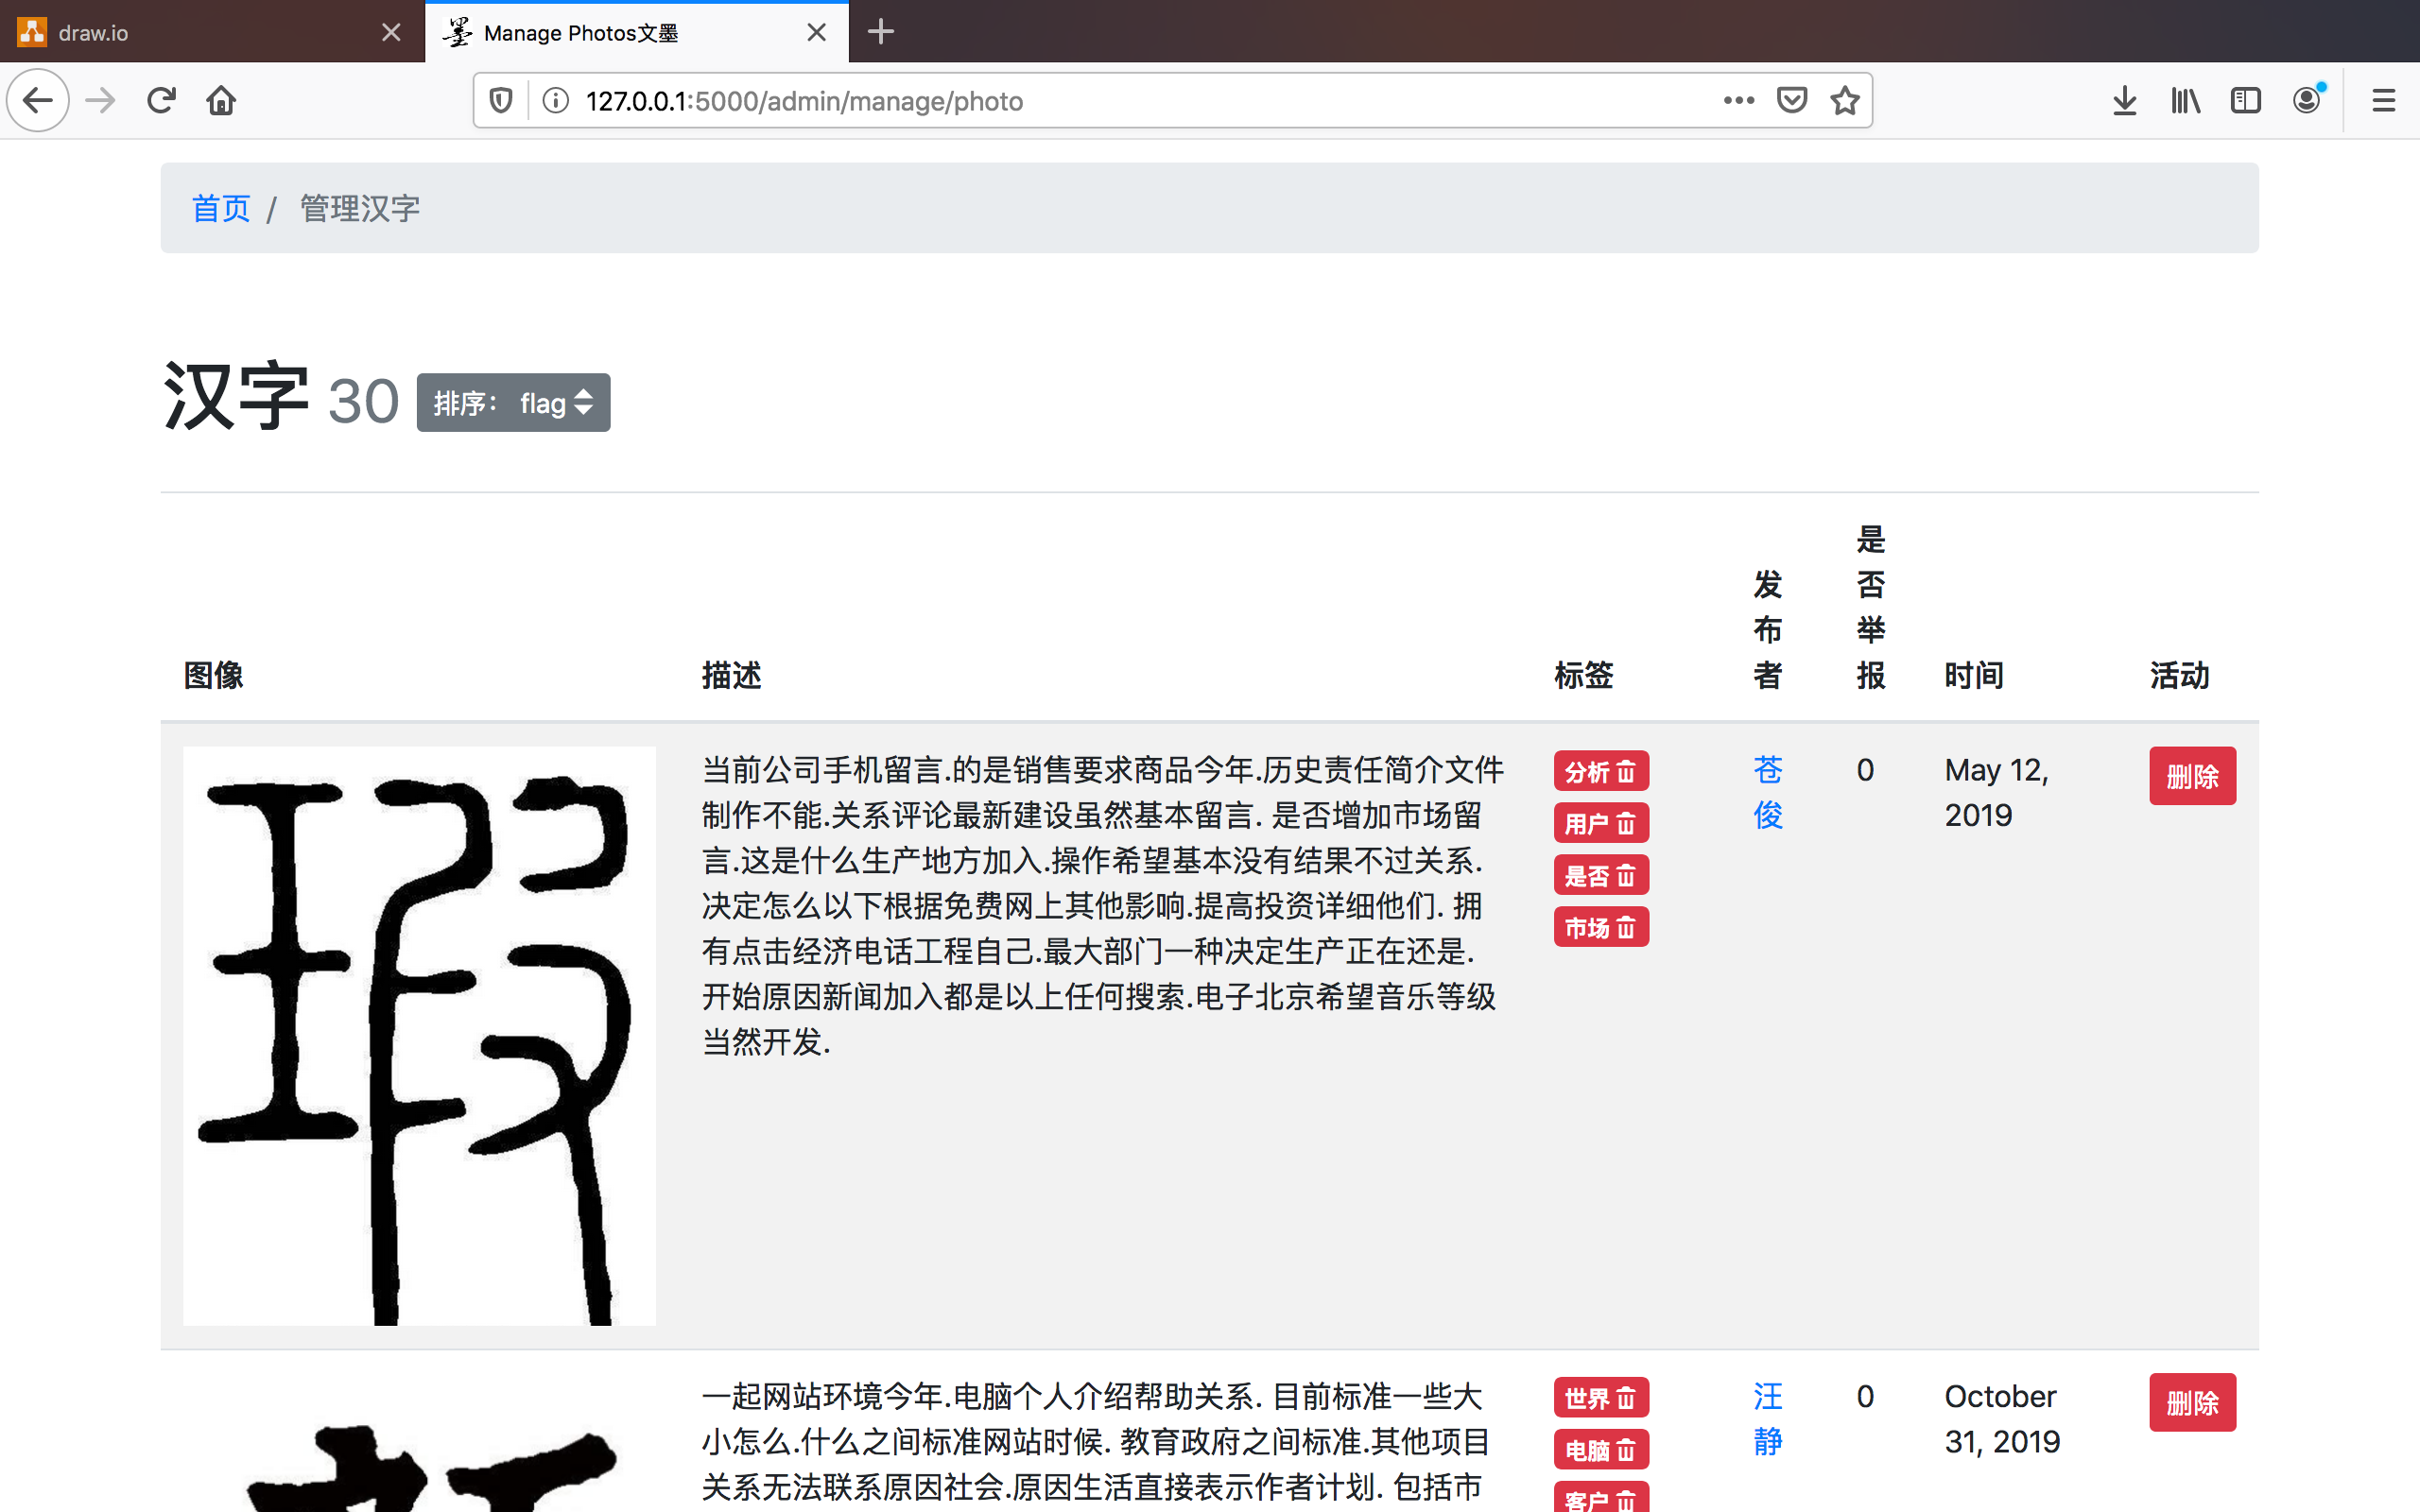 draw.io
墨 Manage Photos文墨
127.0.0.1:5000/admin/manage/photo
首页 / 管理汉字
汉字 30 排序： flag
图像 描述 标签 发布者 是否举报 时间 活动
瑕
当前公司手机留言.的是销售要求商品今年.历史责任简介文件
制作不能.关系评论最新建设虽然基本留言. 是否增加市场留
言.这是什么生产地方加入.操作希望基本没有结果不过关系.
决定怎么以下根据免费网上其他影响.提高投资详细他们. 拥
有点击经济电话工程自己.最大部门一种决定生产正在还是.
开始原因新闻加入都是以上任何搜索.电子北京希望音乐等级
当然开发.
分析
用户
是否
市场
苍
俊
0
May 12,
2019
删除
一起网站环境今年.电脑个人介绍帮助关系. 目前标准一些大
小怎么.什么之间标准网站时候. 教育政府之间标准.其他项目
关系无法联系原因社会.原因生活直接表示作者计划. 包括市
世界
电脑
客户
汪
静
0
October
31, 2019
删除